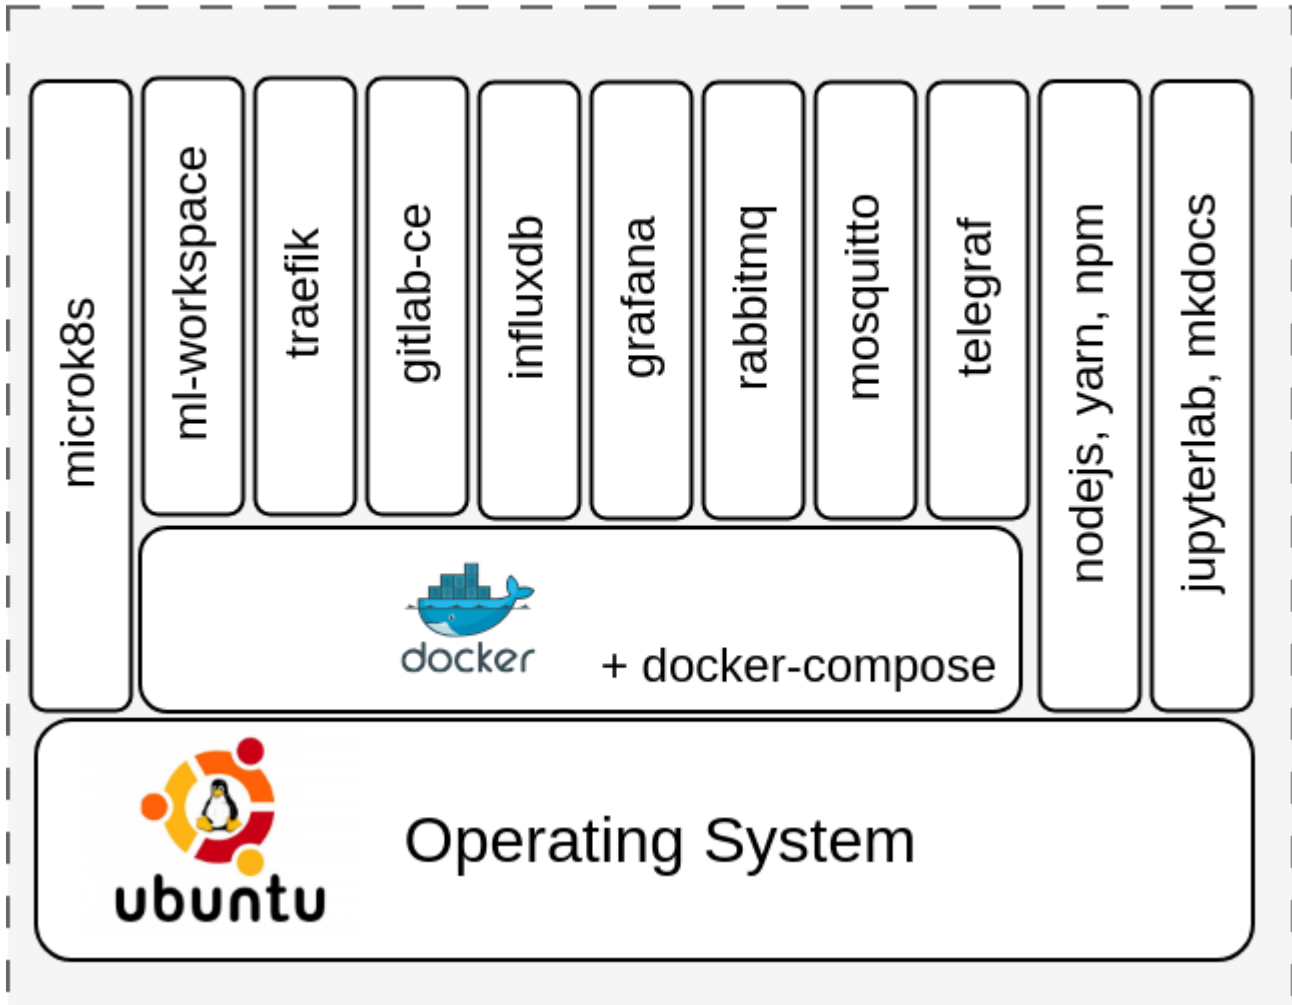 microk8s
ml-workspace
traefik
gitlab-ce
influxdb
grafana
rabbitmq
mosquitto
telegraf
nodejs, yarn, npm
jupyterlab, mkdocs
docker
+ docker-compose
ubuntu
Operating System